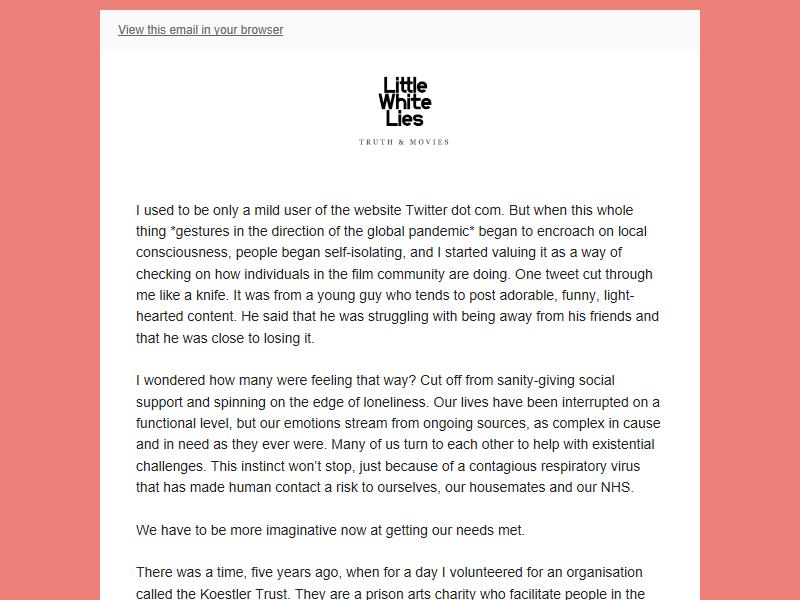 View this email in your browser
Little
White
Lies
TRUTH & MOVIES
I used to be only a mild user of the website Twitter dot com. But when this whole
thing *gestures in the direction of the global pandemic* began to encroach on local
consciousness, people began self-isolating, and I started valuing it as a way of
checking on how individuals in the film community are doing. One tweet cut through
me like a knife. It was from a young guy who tends to post adorable, funny, light-
hearted content. He said that he was struggling with being away from his friends and
that he was close to losing it.
I wondered how many were feeling that way? Cut off from sanity-giving social
support and spinning on the edge of loneliness. Our lives have been interrupted on a
functional level, but our emotions stream from ongoing sources, as complex in cause
and in need as they ever were. Many of us turn to each other to help with existential
challenges. This instinct won’t stop, just because of a contagious respiratory virus
that has made human contact a risk to ourselves, our housemates and our NHS.
We have to be more imaginative now at getting our needs met.
There was a time, five years ago, when for a day I volunteered for an organisation
called the Koestler Trust. They are a prison arts charity who facilitate people in the